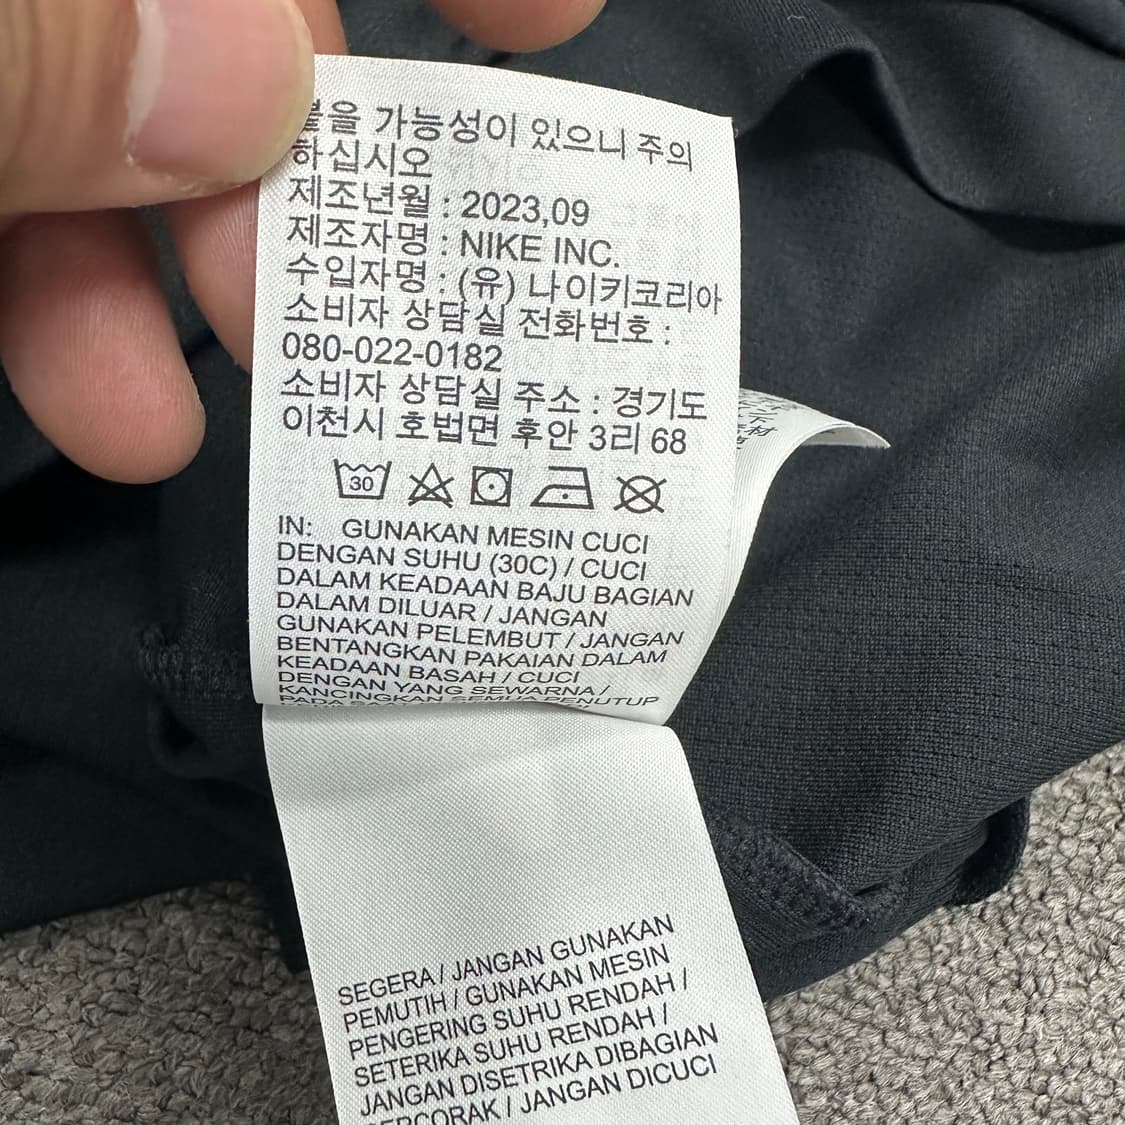 을 가능성이 있으니 주의
하십시오
제조년월 : 2023,09
제조자명 : NIKE INC.
수입자명 : (유) 나이키코리아
소비자 상담실 전화번호 :
080-022-0182
소비자 상담실 주소 : 경기도
이천시 호법면 후안 3리 68
30
IN: GUNAKAN MESIN CUCI
DENGAN SUHU (30C) / CUCI
DALAM KEADAAN BAJU BAGIAN
DALAM DILUAR / JANGAN
GUNAKAN PELEMBUT / JANGAN
BENTANGKAN PAKAIAN DALAM
KEADAAN BASAH / CUCI
DENGAN YANG SEWARNA /
KANCINGKAN SEMUA PENUTUP
PADA
SEGERA / JANGAN GUNAKAN
PEMUTIH / GUNAKAN MESIN
PENGERING SUHU RENDAH /
SETERIKA SUHU RENDAH /
JANGAN DISETRIKA DIBAGIAN
BERCORAK / JANGAN DICUCI